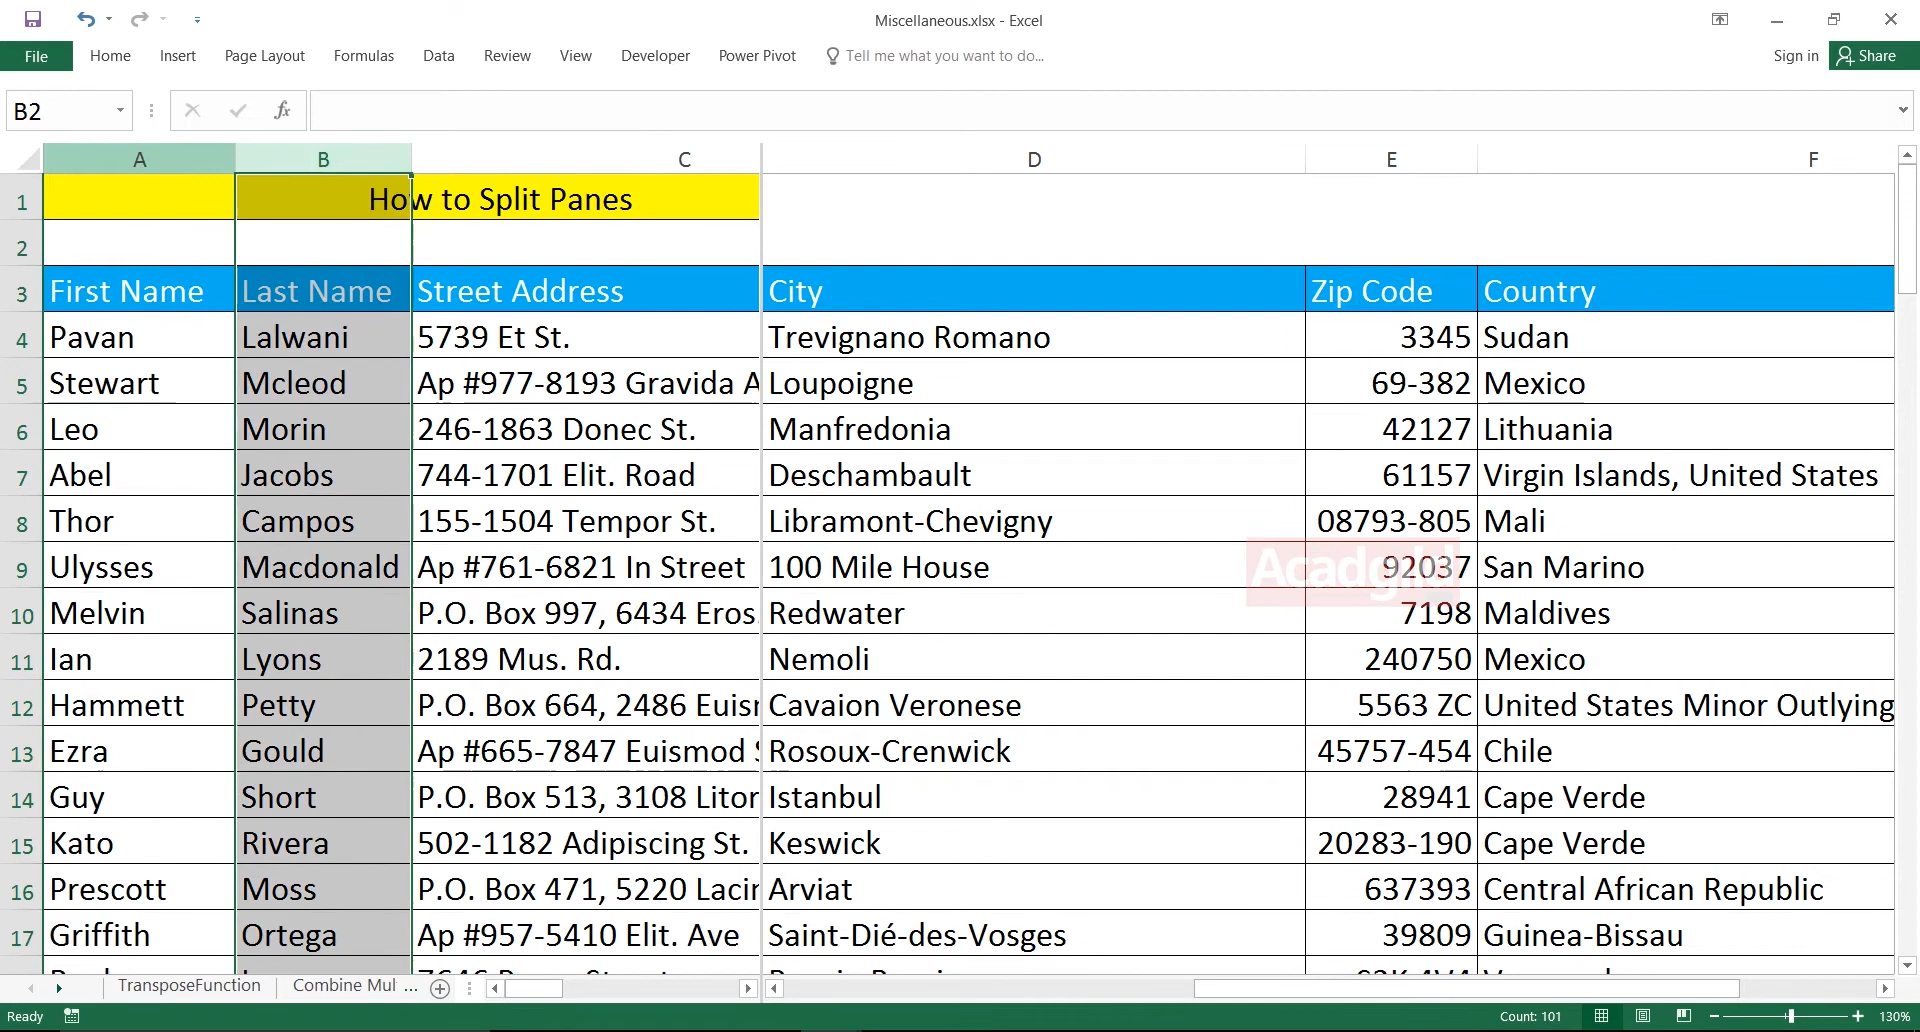 Miscellaneous.xlsx - Excel
File Home Insert Page Layout Formulas Data Review View Developer Power Pivot Tell me what you want to do... Sign in Share
B2 fx
A B C D E F
1 How to Split Panes
2
3 First Name Last Name Street Address City Zip Code Country
4 Pavan Lalwani 5739 Et St. Trevignano Romano 3345 Sudan
5 Stewart Mcleod Ap #977-8193 Gravida A Loupoigne 69-382 Mexico
6 Leo Morin 246-1863 Donec St. Manfredonia 42127 Lithuania
7 Abel Jacobs 744-1701 Elit. Road Deschambault 61157 Virgin Islands, United States
8 Thor Campos 155-1504 Tempor St. Libramont-Chevigny 08793-805 Mali
9 Ulysses Macdonald Ap #761-6821 In Street 100 Mile House 92037 San Marino
Acadgild
10 Melvin Salinas P.O. Box 997, 6434 Eros. Redwater 7198 Maldives
11 Ian Lyons 2189 Mus. Rd. Nemoli 240750 Mexico
12 Hammett Petty P.O. Box 664, 2486 Euisr Cavaion Veronese 5563 ZC United States Minor Outlying
13 Ezra Gould Ap #665-7847 Euismod S Rosoux-Crenwick 45757-454 Chile
14 Guy Short P.O. Box 513, 3108 Litor Istanbul 28941 Cape Verde
15 Kato Rivera 502-1182 Adipiscing St. Keswick 20283-190 Cape Verde
16 Prescott Moss P.O. Box 471, 5220 Lacir Arviat 637393 Central African Republic
17 Griffith Ortega Ap #957-5410 Elit. Ave Saint-Dié-des-Vosges 39809 Guinea-Bissau
TransposeFunction Combine Mul ...
Ready Count: 101 130%